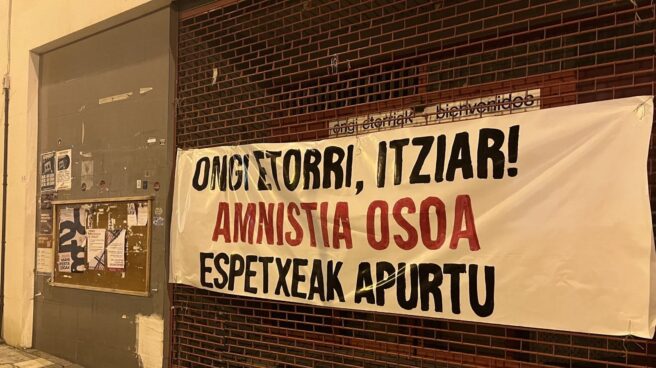 ongi etorriak · bienvenidos
ONGI ETORRI, ITZIAR!
AMNISTIA OSOA
ESPETXEAK APURTU